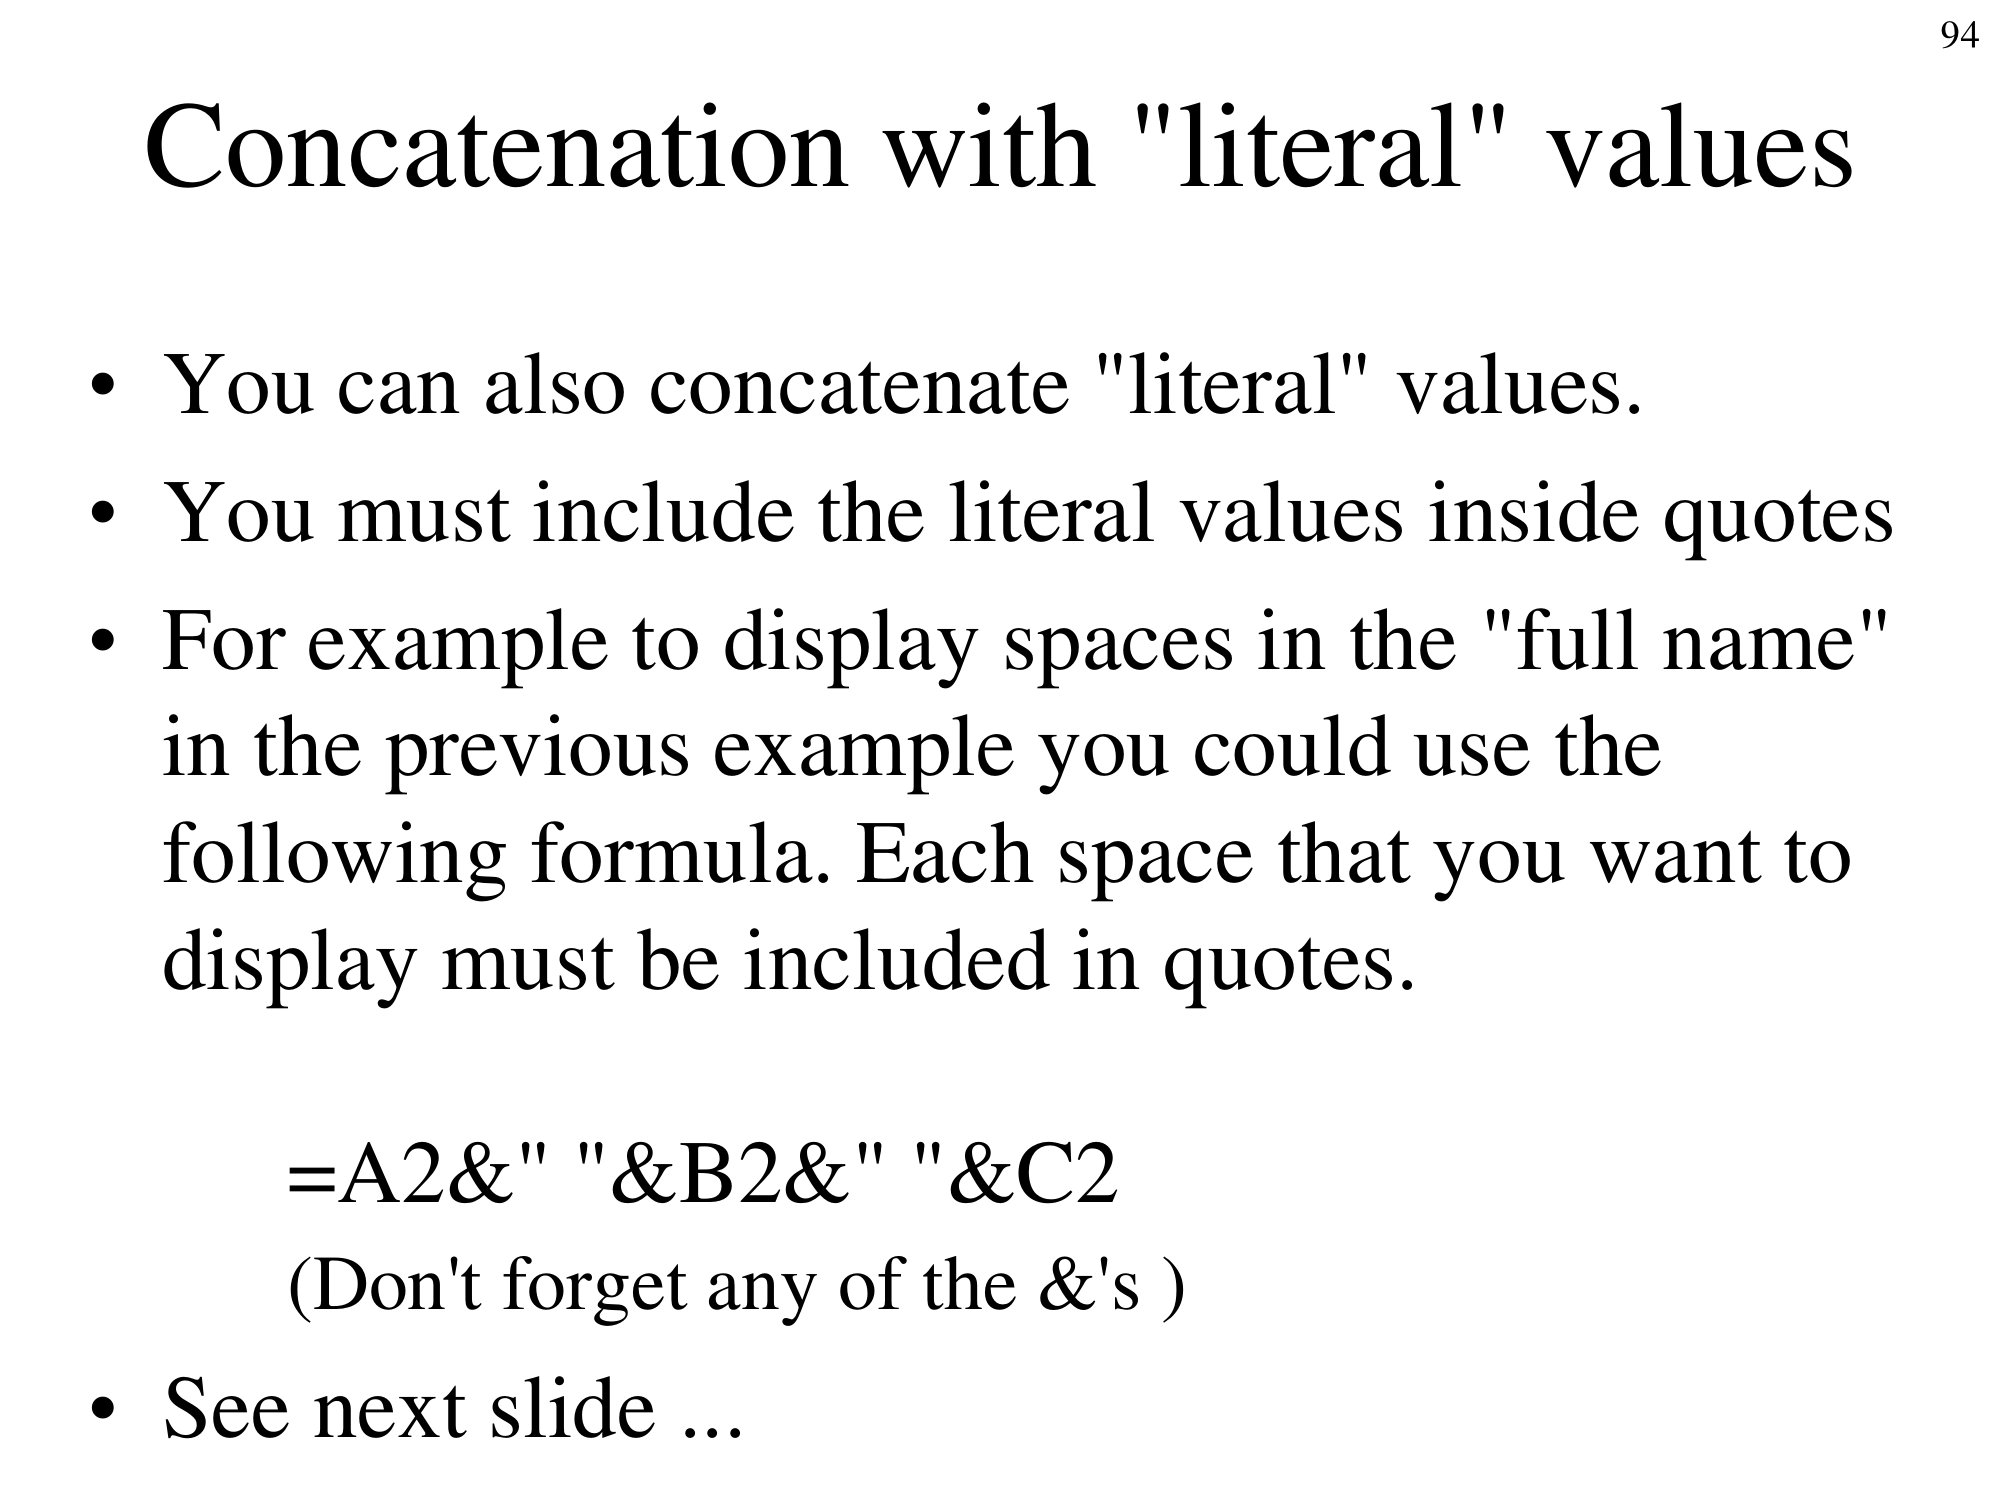 94
Concatenation with "literal" values
• You can also concatenate "literal" values.
• You must include the literal values inside quotes
• For example to display spaces in the "full name"
in the previous example you could use the
following formula. Each space that you want to
display must be included in quotes.
=A2&" "&B2&" "&C2
(Don't forget any of the &'s )
• See next slide ...